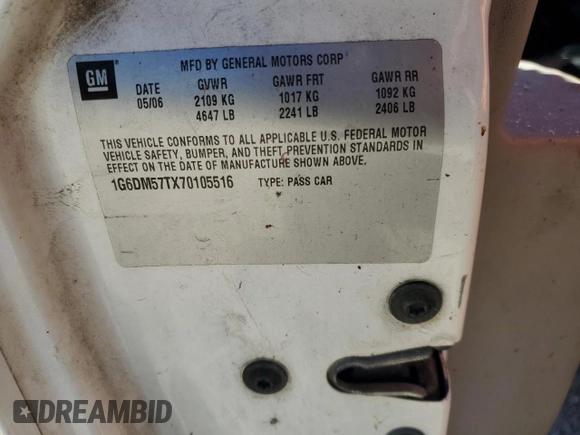 GM
MFD BY GENERAL MOTORS CORP
DATE GVWR GAWR FRT GAWR RR
05/06 2109 KG 1017 KG 1092 KG
4647 LB 2241 LB 2406 LB
THIS VEHICLE CONFORMS TO ALL APPLICABLE U.S. FEDERAL MOTOR
VEHICLE SAFETY, BUMPER, AND THEFT PREVENTION STANDARDS IN
EFFECT ON THE DATE OF MANUFACTURE SHOWN ABOVE.
1G6DM57TX70105516 TYPE: PASS CAR
DREAMBID